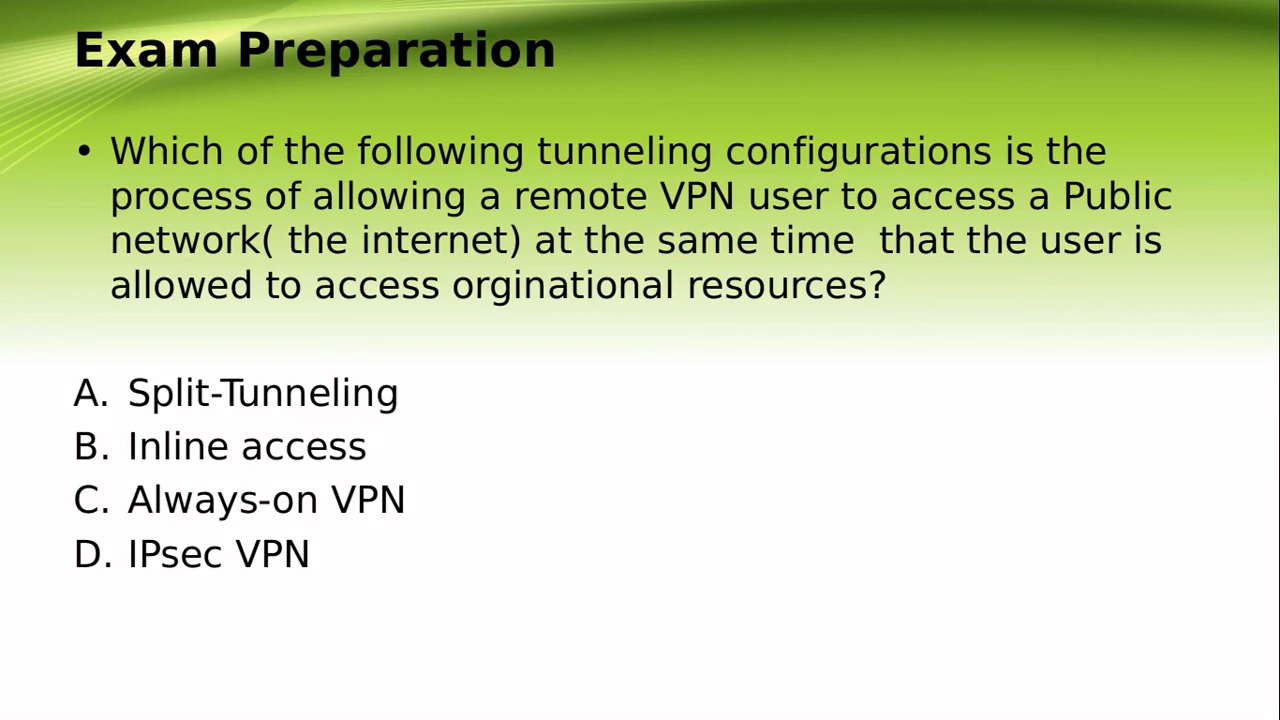 Exam Preparation
• Which of the following tunneling configurations is the
process of allowing a remote VPN user to access a Public
network( the internet) at the same time  that the user is
allowed to access orginational resources?
A. Split-Tunneling
B. Inline access
C. Always-on VPN
D. IPsec VPN